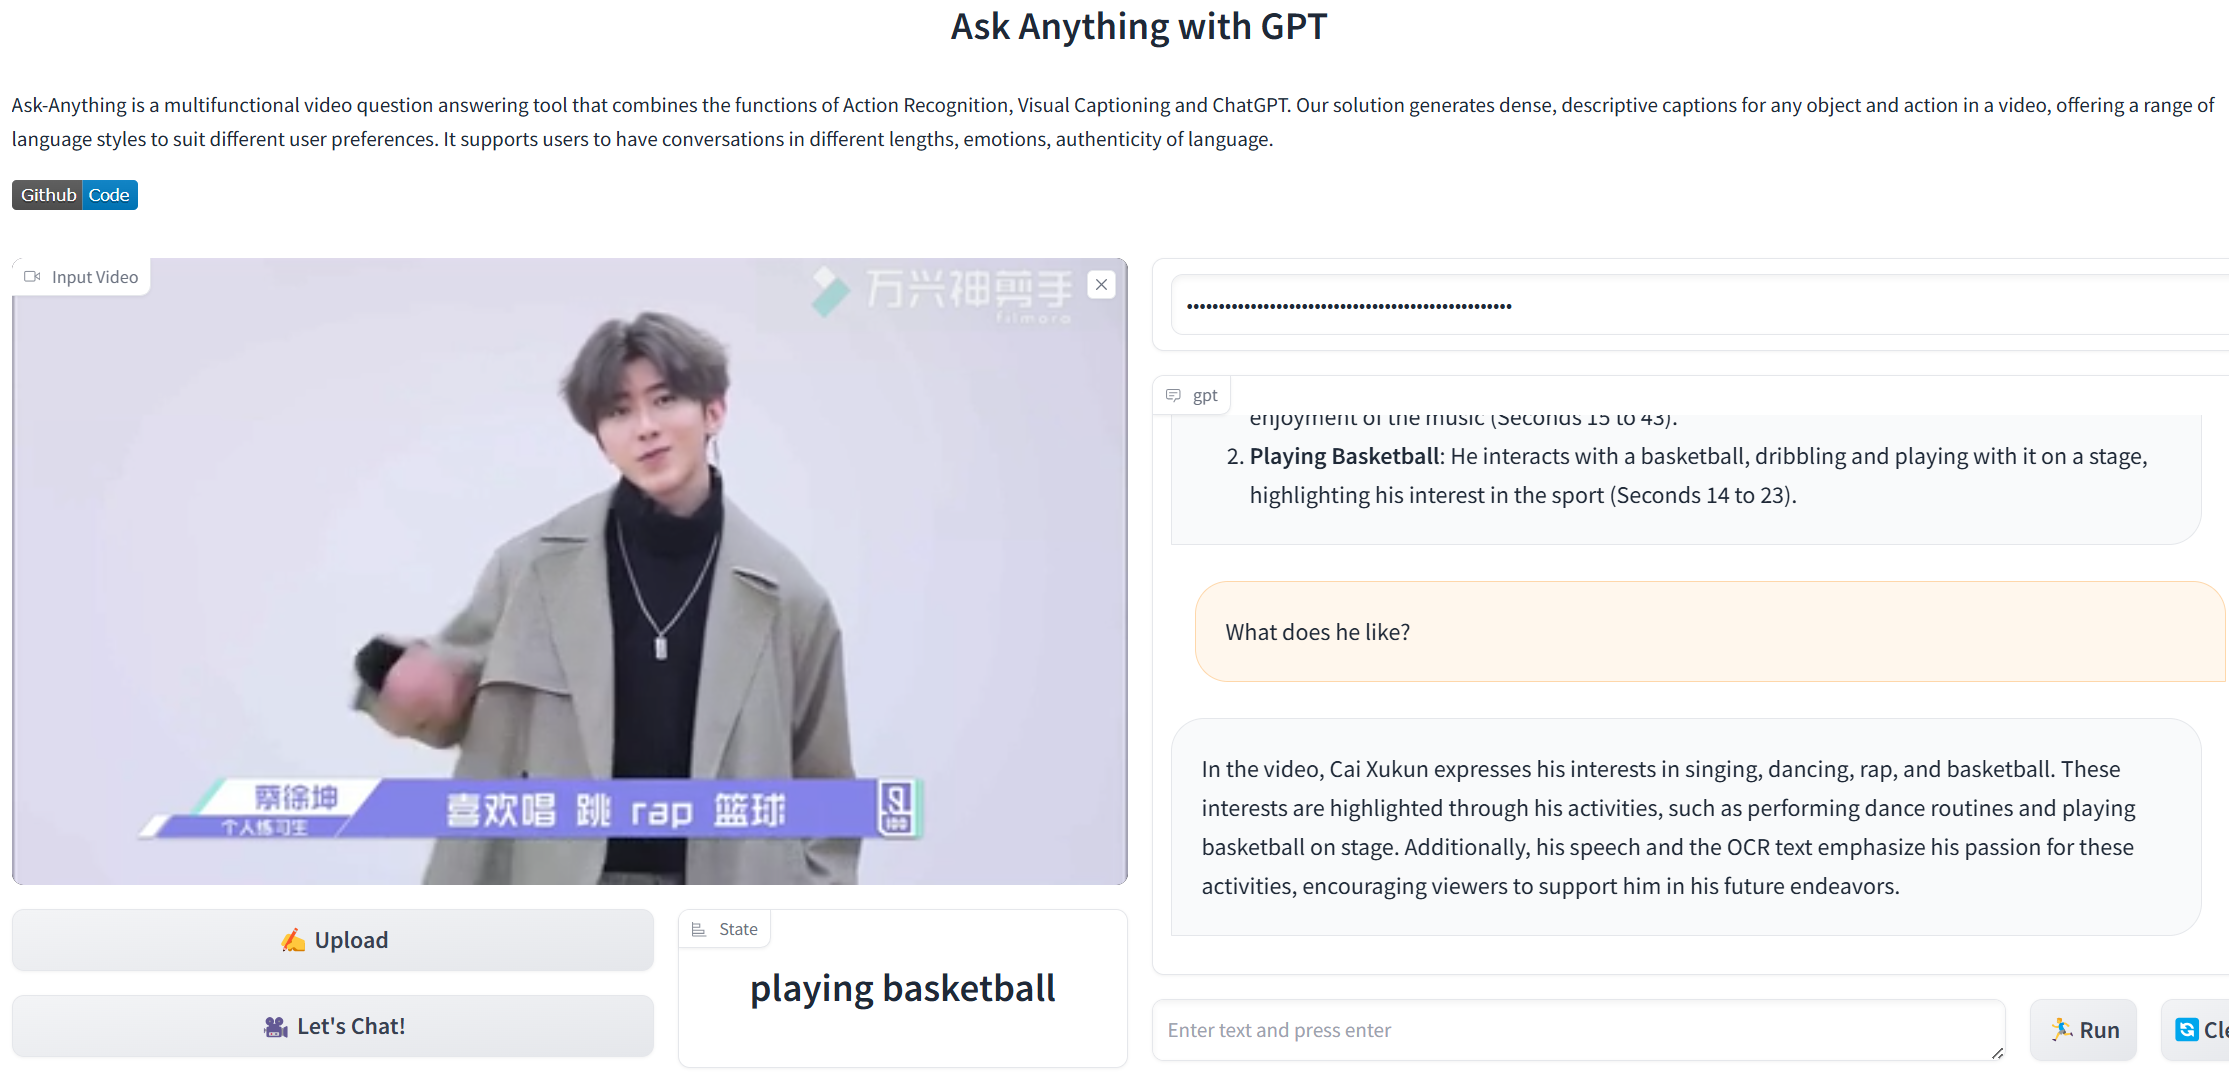 Ask Anything with GPT
Ask-Anything is a multifunctional video question answering tool that combines the functions of Action Recognition, Visual Captioning and ChatGPT. Our solution generates dense, descriptive captions for any object and action in a video, offering a range of
language styles to suit different user preferences. It supports users to have conversations in different lengths, emotions, authenticity of language.
Github Code
Input Video
万兴神剪手
filmora
蔡徐坤
个人练习生
喜欢唱 跳 rap 篮球
SL
100
Upload
Let's Chat!
State
playing basketball
••••••••••••••••••••••••••••••••••••••••••••••••••••
gpt
enjoyment of the music (Seconds 15 to 43).
2. Playing Basketball: He interacts with a basketball, dribbling and playing with it on a stage,
highlighting his interest in the sport (Seconds 14 to 23).
What does he like?
In the video, Cai Xukun expresses his interests in singing, dancing, rap, and basketball. These
interests are highlighted through his activities, such as performing dance routines and playing
basketball on stage. Additionally, his speech and the OCR text emphasize his passion for these
activities, encouraging viewers to support him in his future endeavors.
Enter text and press enter
Run
Cle